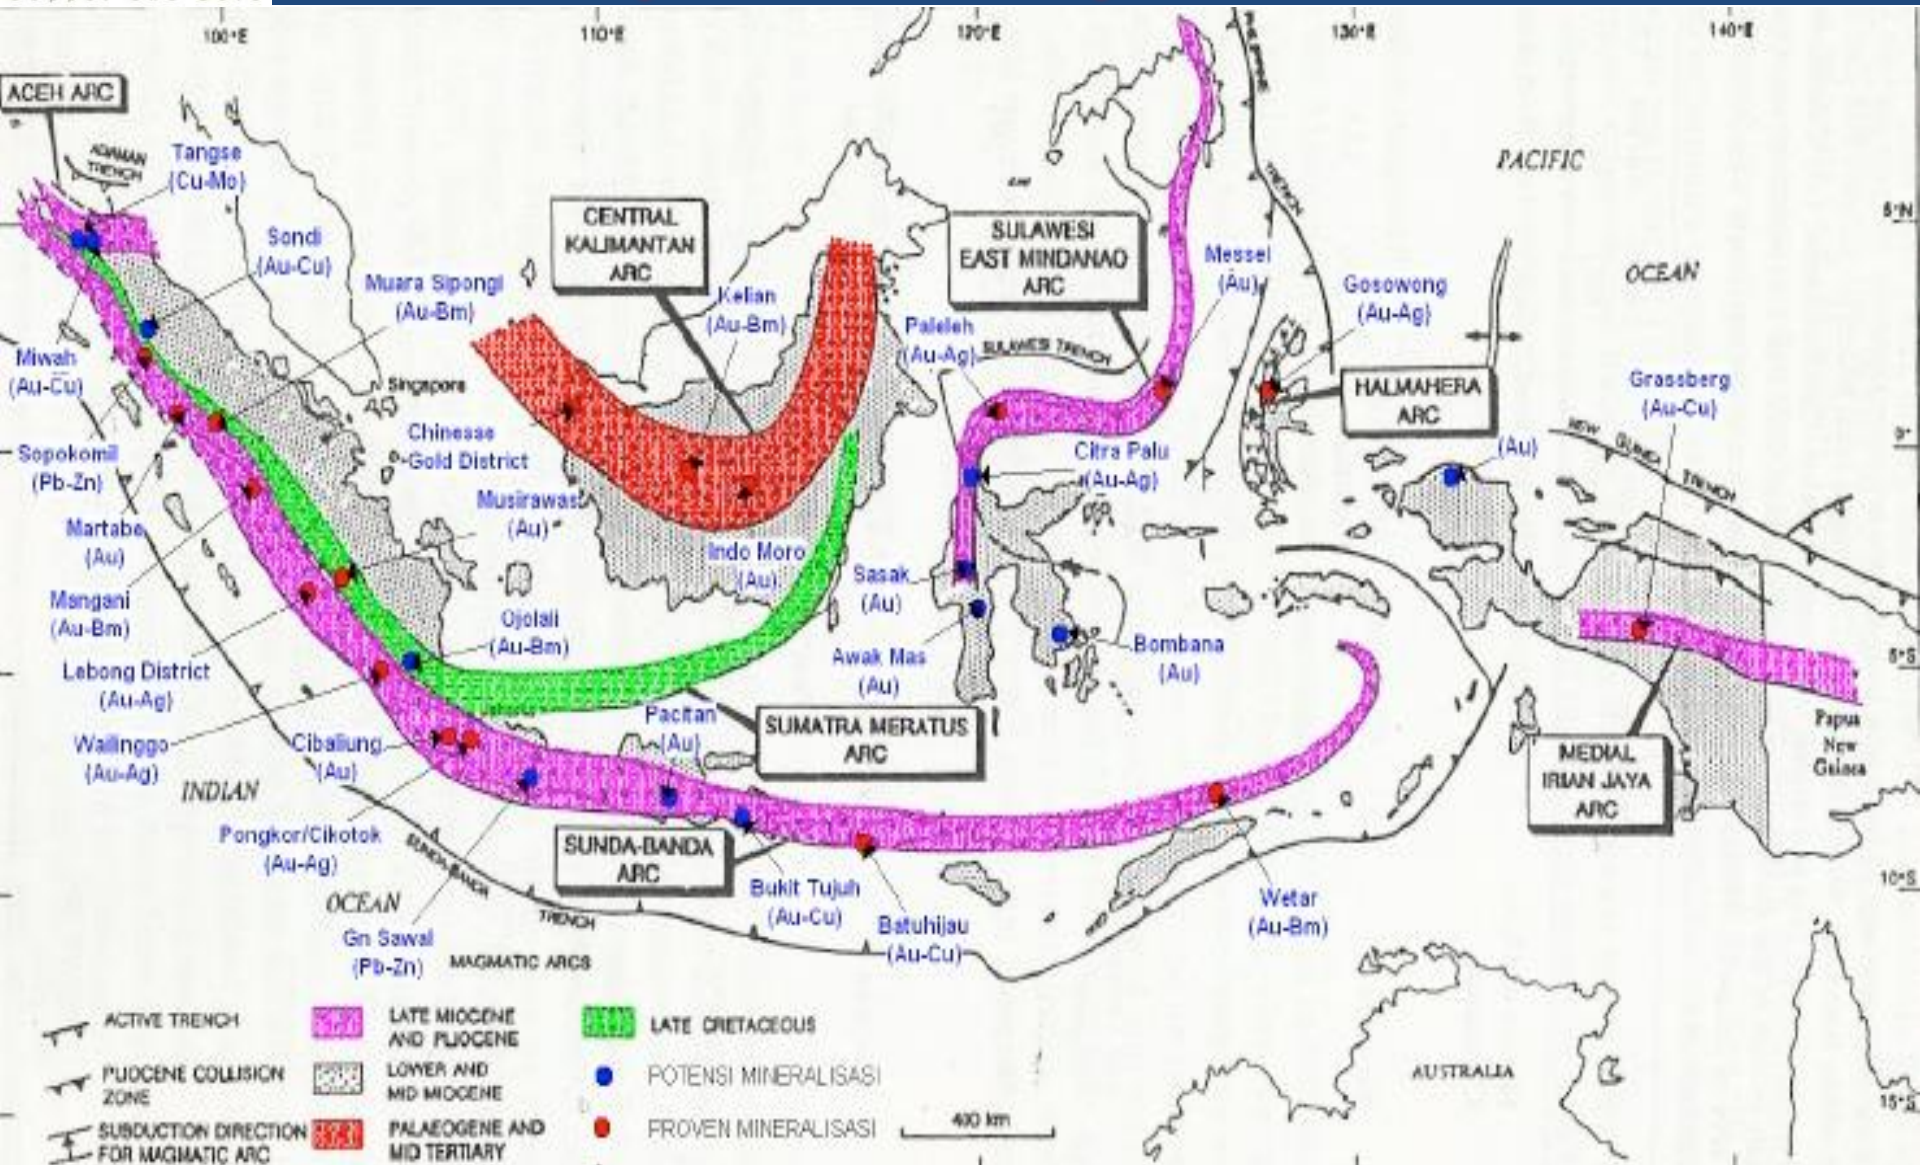 100°E
110°E
120°E
130°E
140°E
ACEH ARC
ADAMAN
TRENCH
Tangse
(Cu-Mo)
PACIFIC
5°N
CENTRAL
KALIMANTAN
ARC
SULAWESI
EAST MINDANAO
ARC
TRENCH
Sondi
(Au-Cu)
Messel
(Au)
OCEAN
Muara Sipongi
(Au-Bm)
Kelian
(Au-Bm)
Gosowong
(Au-Ag)
Paleleh
(Au-Ag)
SULAWESI TRENCH
Miwah
(Au-Cu)
Singapore
HALMAHERA
ARC
Grassberg
(Au-Cu)
Chinesse
Gold District
NEW GUINEA TRENCH
0°
Sopokomil
(Pb-Zn)
Citra Palu
(Au-Ag)
(Au)
Musirawas
(Au)
Martabe
(Au)
Indo Moro
(Au)
Sasak
(Au)
Mangani
(Au-Bm)
Ojolali
(Au-Bm)
Awak Mas
(Au)
Bombana
(Au)
5°S
Lebong District
(Au-Ag)
Pacitan
(Au)
SUMATRA MERATUS
ARC
Papua
New
Guinea
Wailinggo
(Au-Ag)
Cibaliung
(Au)
MEDIAL
IRIAN JAYA
ARC
INDIAN
Pongkor/Cikotok
(Au-Ag)
SUNDA-BANDA
TRENCH
SUNDA-BANDA
ARC
OCEAN
Bukit Tujuh
(Au-Cu)
Batuhijau
(Au-Cu)
Wetar
(Au-Bm)
10°S
Gn Sawal
(Pb-Zn)
MAGMATIC ARCS
ACTIVE TRENCH
LATE MIOCENE
AND PLIOCENE
LATE CRETACEOUS
PLIOCENE COLLISION
ZONE
LOWER AND
MID MIOCENE
POTENSI MINERALISASI
AUSTRALIA
SUBDUCTION DIRECTION
FOR MAGMATIC ARC
PALAEOGENE AND
MID TERTIARY
PROVEN MINERALISASI
400 km
15°S